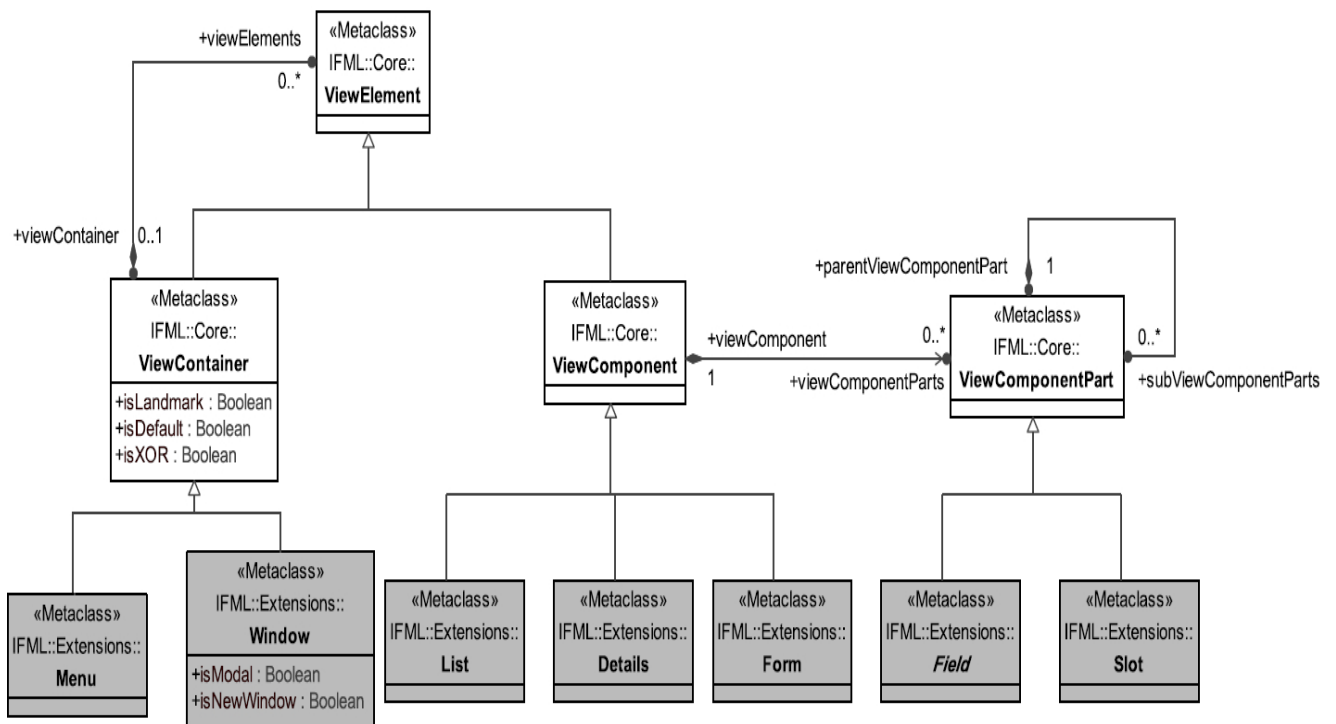 «Metaclass»
IFML::Core::
ViewElement
+viewElements
0..*
+viewContainer
0..1
«Metaclass»
IFML::Core::
ViewContainer
+isLandmark : Boolean
+isDefault : Boolean
+isXOR : Boolean
«Metaclass»
IFML::Core::
ViewComponent
+viewComponent
1
0..*
+viewComponentParts
+parentViewComponentPart
1
«Metaclass»
IFML::Core::
ViewComponentPart
0..*
+subViewComponentParts
«Metaclass»
IFML::Extensions::
Menu
«Metaclass»
IFML::Extensions::
Window
+isModal : Boolean
+isNewWindow : Boolean
«Metaclass»
IFML::Extensions::
List
«Metaclass»
IFML::Extensions::
Details
«Metaclass»
IFML::Extensions::
Form
«Metaclass»
IFML::Extensions::
Field
«Metaclass»
IFML::Extensions::
Slot